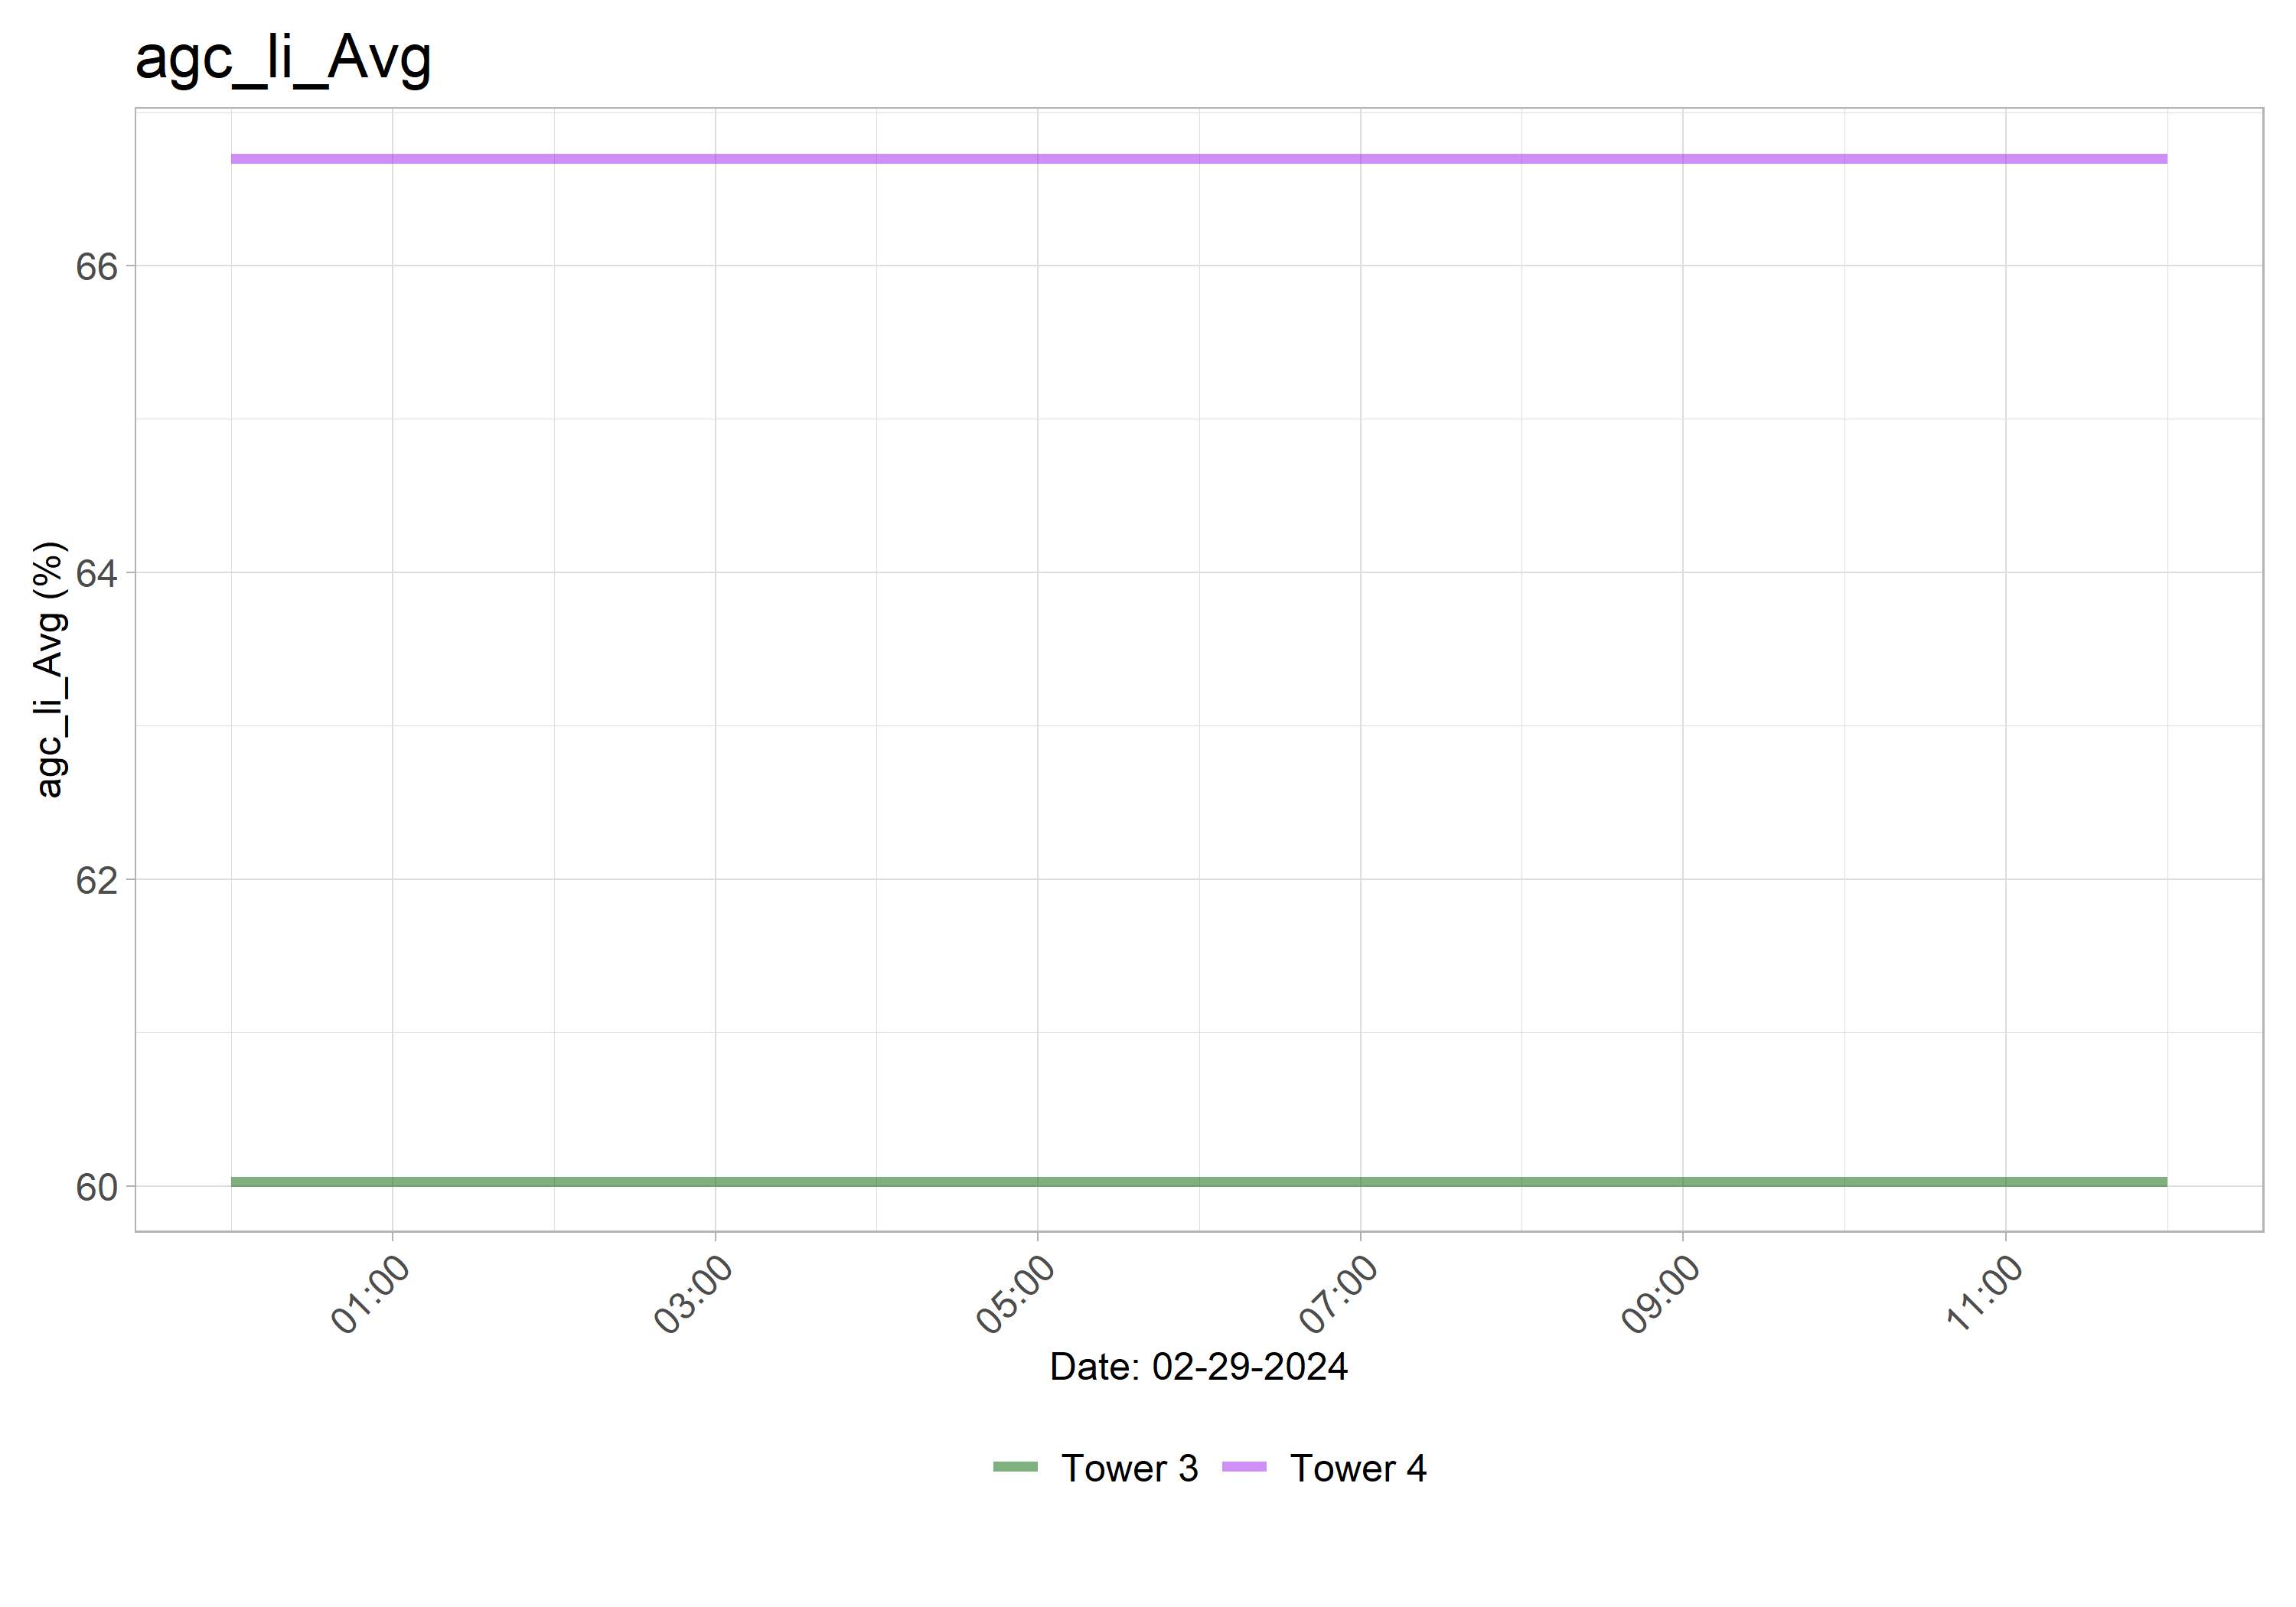 agc_li_Avg
agc_li_Avg (%)
66
64
62
60
01:00 03:00 05:00 07:00 09:00 11:00
Date: 02-29-2024
Tower 3 Tower 4